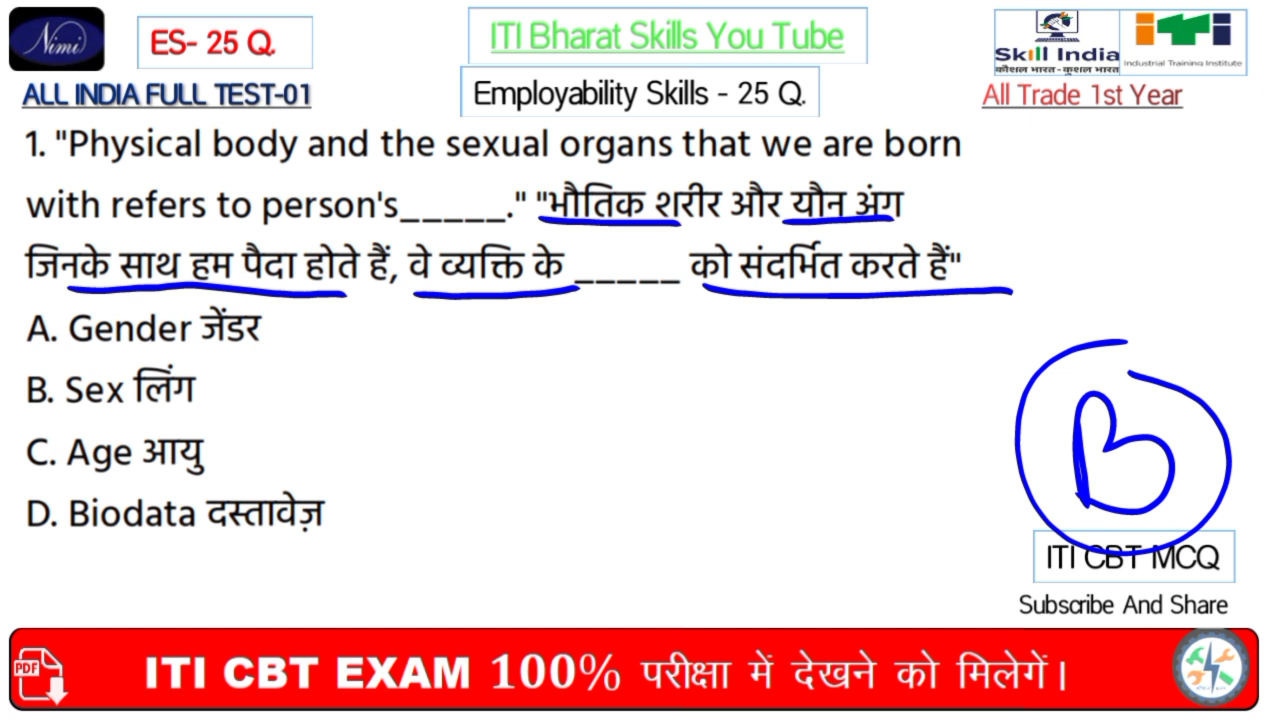 Nimi
ES- 25 Q.
ITI Bharat Skills You Tube
Skill India
कौशल भारत - कुशल भारत
Industrial Training Institute
ALL INDIA FULL TEST-01
Employability Skills - 25 Q.
All Trade 1st Year
1. "Physical body and the sexual organs that we are born
with refers to person's_____." "भौतिक शरीर और यौन अंग
जिनके साथ हम पैदा होते हैं, वे व्यक्ति के _____ को संदर्भित करते हैं"
A. Gender जेंडर
B. Sex लिंग
C. Age आयु
D. Biodata दस्तावेज़
B
ITI CBT MCQ
Subscribe And Share
PDF
ITI CBT EXAM 100% परीक्षा में देखने को मिलेगें।